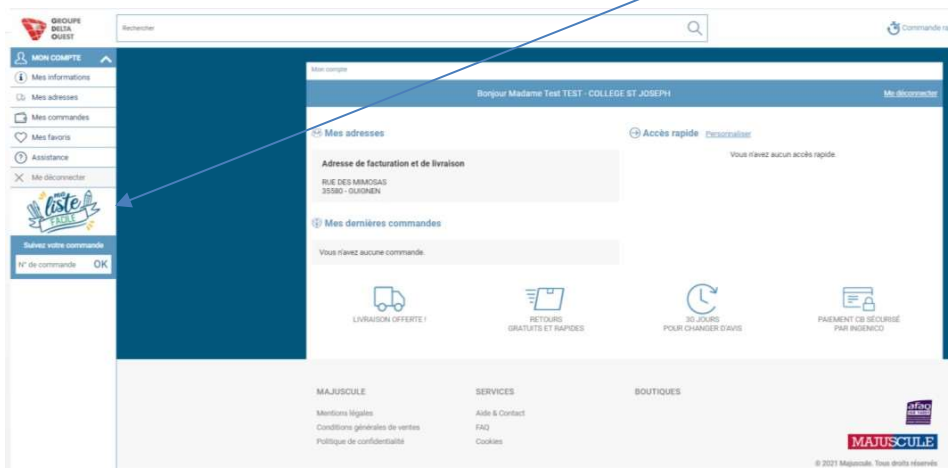 GROUPE
DELTA
OUEST
Rechercher
Commande ra
MON COMPTE
Mes informations
Mes adresses
Mes commandes
Mes favoris
Assistance
Me déconnecter
ma
liste
FACILE
Suivez votre commande
N° de commande OK
Mon compte
Bonjour Madame Test TEST - COLLEGE ST JOSEPH
Me déconnecter
Mes adresses
Adresse de facturation et de livraison
RUE DES MIMOSAS
35580 - GUIGNEN
Accès rapide Personnaliser
Vous n'avez aucun accès rapide.
Mes dernières commandes
Vous n'avez aucune commande.
LIVRAISON OFFERTE !
RETOURS
GRATUITS ET RAPIDES
30 JOURS
POUR CHANGER D'AVIS
PAIEMENT CB SÉCURISÉ
PAR INGENICO
MAJUSCULE
Mentions légales
Conditions générales de ventes
Politique de confidentialité
SERVICES
Aide & Contact
FAQ
Cookies
BOUTIQUES
afaq
MAJUSCULE
© 2021 Majuscule. Tous droits réservés